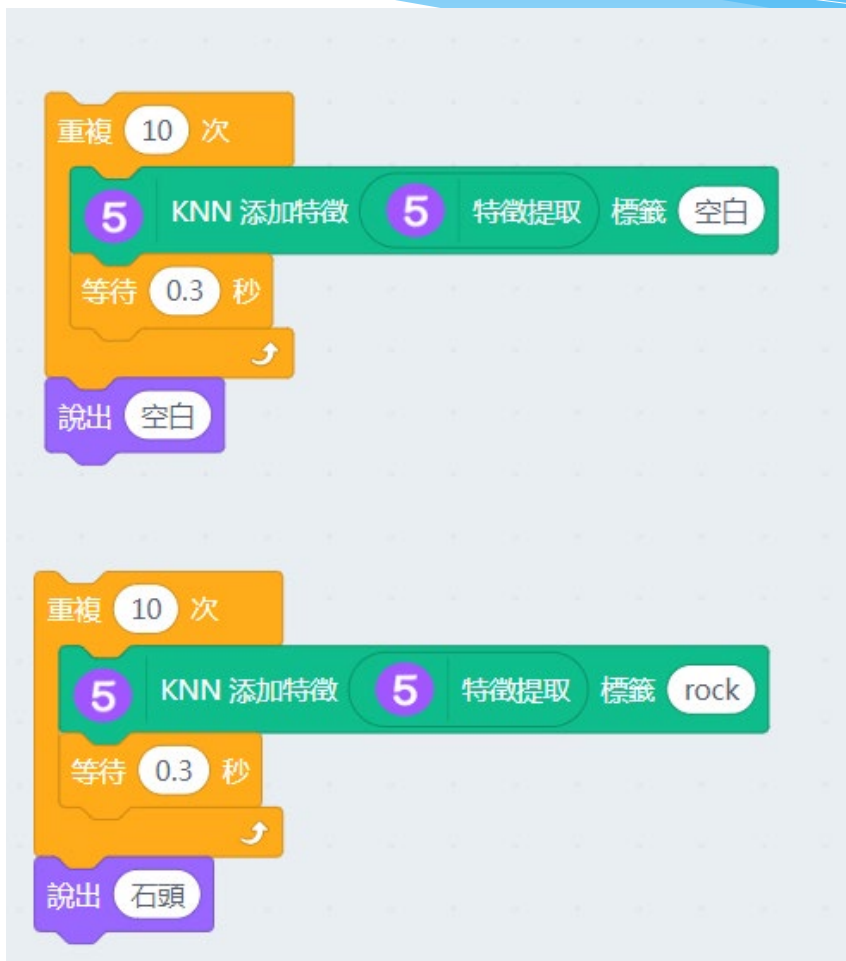 重複 10 次
5 KNN 添加特徵 5 特徵提取 標籤 空白
等待 0.3 秒
說出 空白
重複 10 次
5 KNN 添加特徵 5 特徵提取 標籤 rock
等待 0.3 秒
說出 石頭